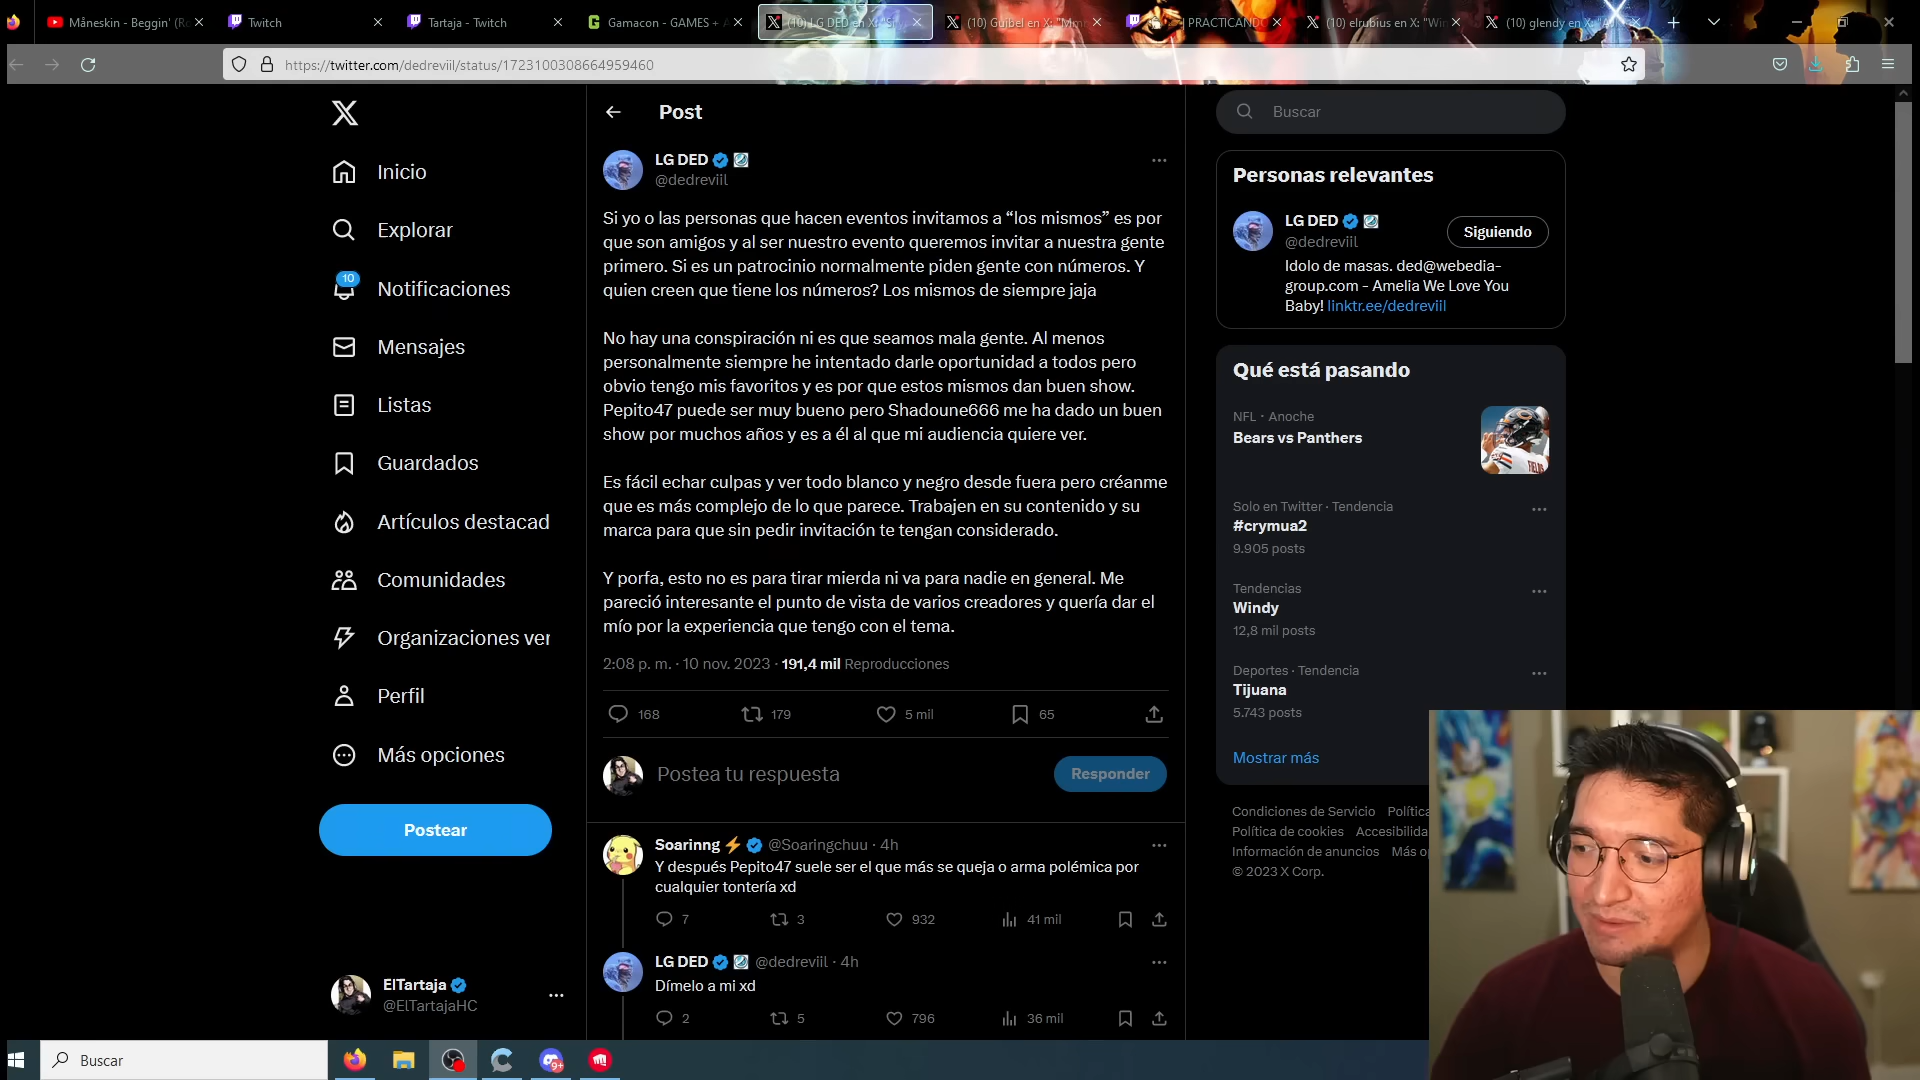 Måneskin - Beggin' (Ro
Twitch
Tartaja - Twitch
Gamacon - GAMES + A
(10) LG DED en X: "Si
(10) Guibel en X: "Mm
| PRACTICANDO
(10) elrubius en X: "Win
(10) glendy en X:
https://twitter.com/dedreviil/status/1723100308664959460
Inicio
Explorar
10
Notificaciones
Mensajes
Listas
Guardados
Artículos destacad
Comunidades
Organizaciones ver
Perfil
Más opciones
Postear
ElTartaja
@ElTartajaHC
Post
LG DED
@dedreviil
Si yo o las personas que hacen eventos invitamos a “los mismos” es por
que son amigos y al ser nuestro evento queremos invitar a nuestra gente
primero. Si es un patrocinio normalmente piden gente con números. Y
quien creen que tiene los números? Los mismos de siempre jaja
No hay una conspiración ni es que seamos mala gente. Al menos
personalmente siempre he intentado darle oportunidad a todos pero
obvio tengo mis favoritos y es por que estos mismos dan buen show.
Pepito47 puede ser muy bueno pero Shadoune666 me ha dado un buen
show por muchos años y es a él al que mi audiencia quiere ver.
Es fácil echar culpas y ver todo blanco y negro desde fuera pero créanme
que es más complejo de lo que parece. Trabajen en su contenido y su
marca para que sin pedir invitación te tengan considerado.
Y porfa, esto no es para tirar mierda ni va para nadie en general. Me
pareció interesante el punto de vista de varios creadores y quería dar el
mío por la experiencia que tengo con el tema.
2:08 p. m. · 10 nov. 2023 · 191,4 mil Reproducciones
168 179 5 mil 65
Postea tu respuesta
Responder
Soarinng⚡ @Soaringchuu · 4h
Y después Pepito47 suele ser el que más se queja o arma polémica por
cualquier tontería xd
7 3 932 41 mil
LG DED @dedreviil · 4h
Dímelo a mi xd
2 5 796 36 mil
Buscar
Personas relevantes
LG DED
@dedreviil
Siguiendo
Idolo de masas. ded@webedia-
group.com - Amelia We Love You
Baby! linktr.ee/dedreviil
Qué está pasando
NFL · Anoche
Bears vs Panthers
Solo en Twitter · Tendencia
#crymua2
9.905 posts
Tendencias
Windy
12,8 mil posts
Deportes · Tendencia
Tijuana
5.743 posts
Mostrar más
Condiciones de Servicio Política
Política de cookies Accesibilida
Información de anuncios Más op
© 2023 X Corp.
Buscar
9+